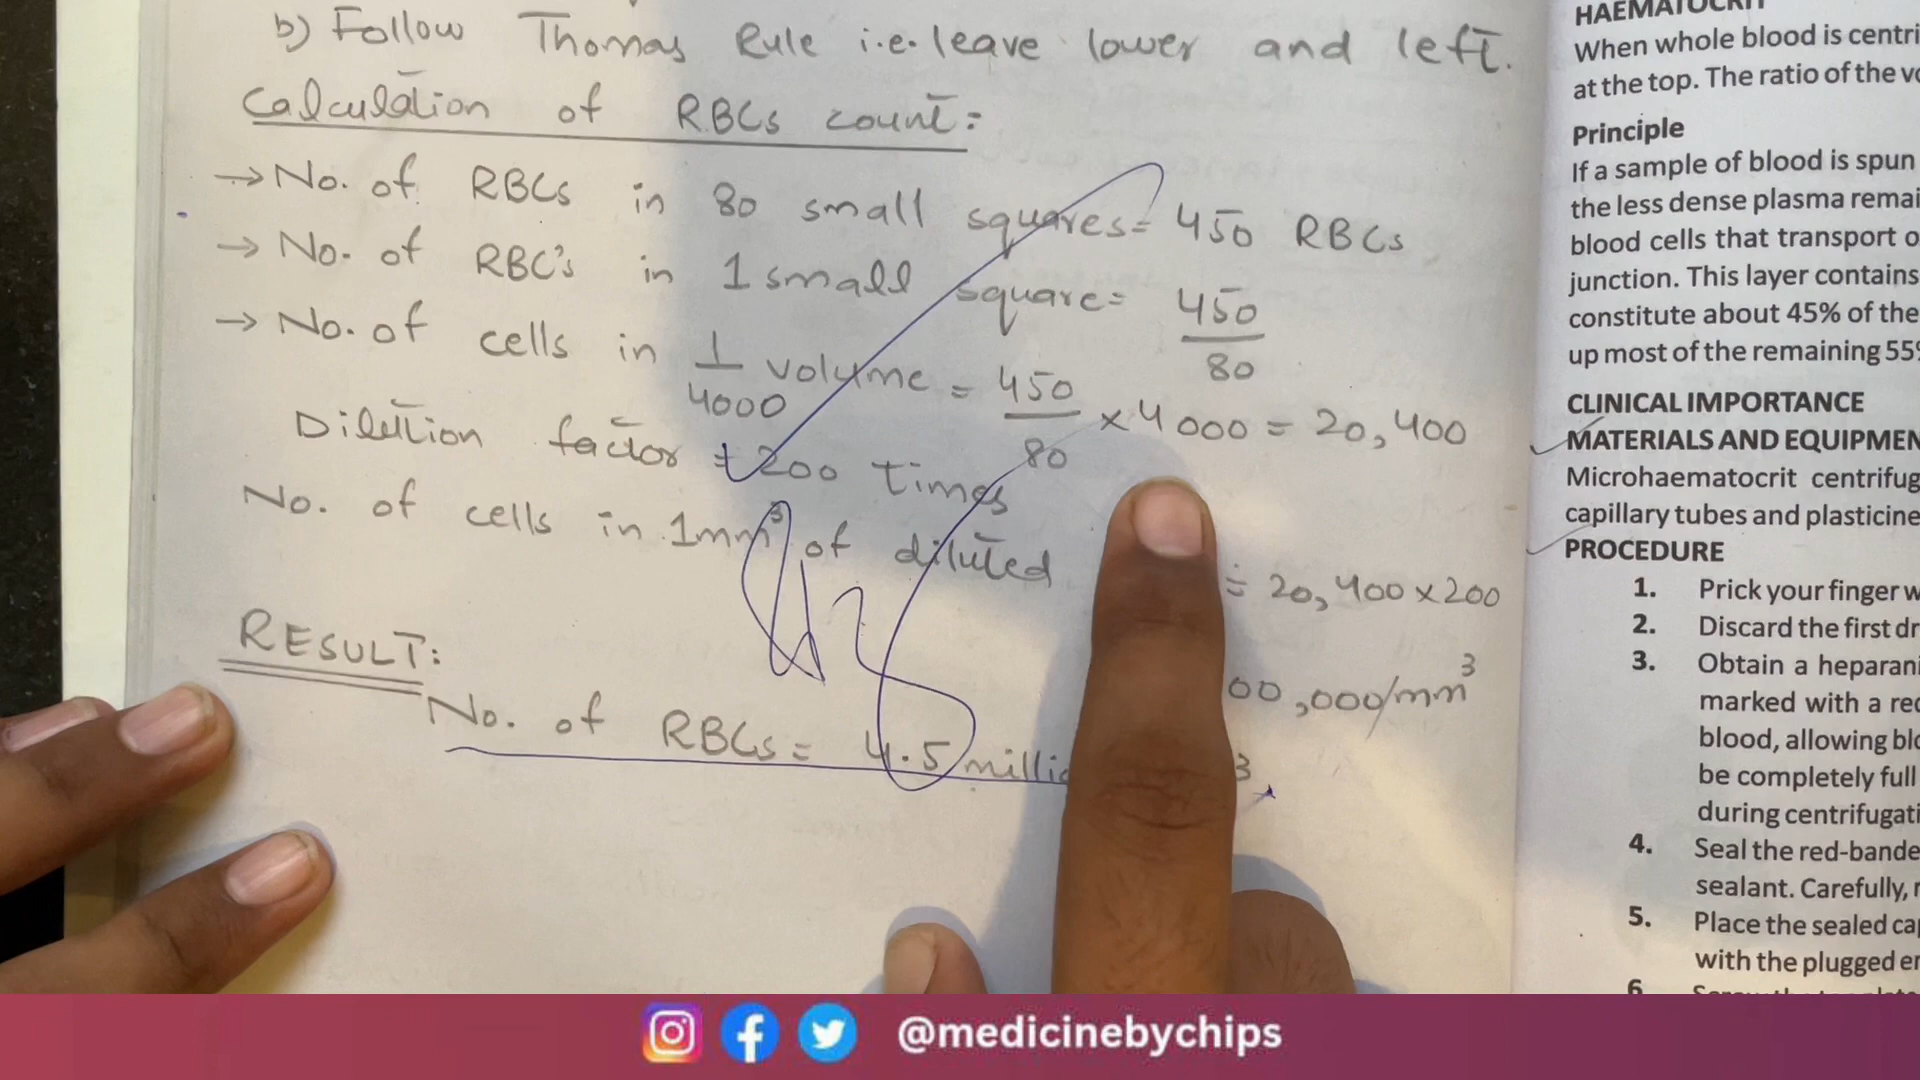 b) Follow Thomas Rule i.e. leave lower and left.
Calculation of RBCs count:
→ No. of RBCs in 80 small squares = 450 RBCs
→ No. of RBC's in 1 small square = 450/80
→ No. of cells in 1/4000 volume = 450/80 × 4000 = 20,400
Dilution factor = 200 times
No. of cells in 1mm³ of diluted = 20,400 × 200
00,000/mm³
RESULT:
No. of RBCs = 4.5 3
HAEMATOCRIT
When whole blood is centri
at the top. The ratio of the
Principle
If a sample of blood is spun
the less dense plasma remai
blood cells that transport o
junction. This layer contains
constitute about 45% of the
up most of the remaining 55%
CLINICAL IMPORTANCE
MATERIALS AND EQUIPMEN
Microhaematocrit centrifug
capillary tubes and plasticine
PROCEDURE
1. Prick your finger w
2. Discard the first dr
3. Obtain a heparani
marked with a red
blood, allowing blo
be completely full
during centrifugati
4. Seal the red-bande
sealant. Carefully, r
5. Place the sealed cap
with the plugged en
6.
@medicinebychips